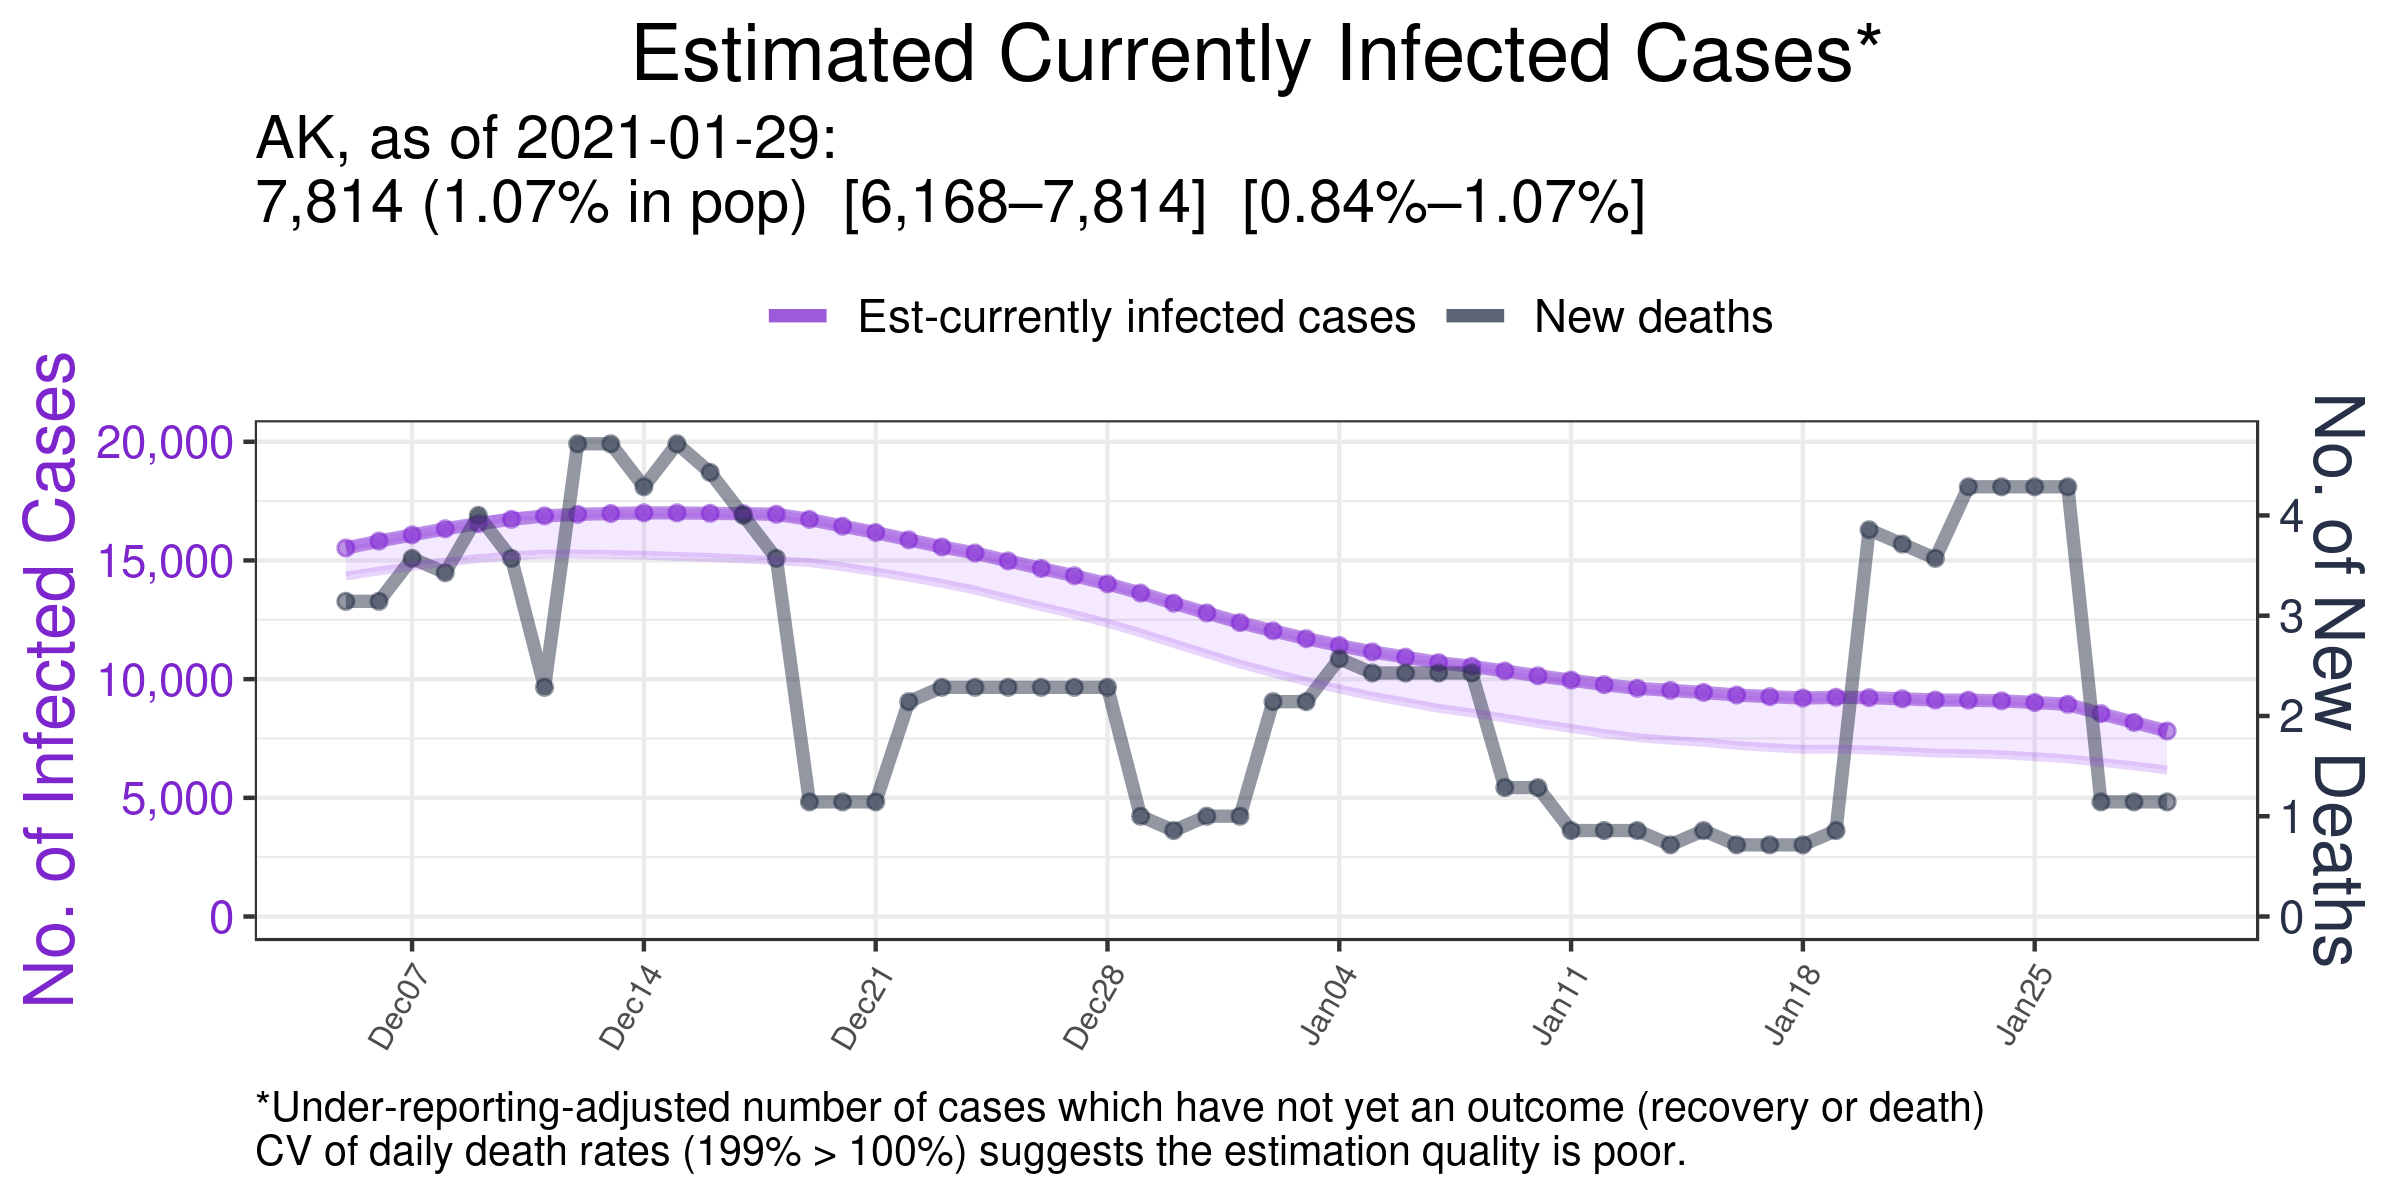 Estimated Currently Infected Cases*
AK, as of 2021-01-29:
7,814 (1.07% in pop)  [6,168–7,814]  [0.84%–1.07%]
Est-currently infected cases
New deaths
No. of Infected Cases
20,000
15,000
10,000
5,000
0
No. of New Deaths
4
3
2
1
0
Dec07
Dec14
Dec21
Dec28
Jan04
Jan11
Jan18
Jan25
*Under-reporting-adjusted number of cases which have not yet an outcome (recovery or death)
CV of daily death rates (199% > 100%) suggests the estimation quality is poor.